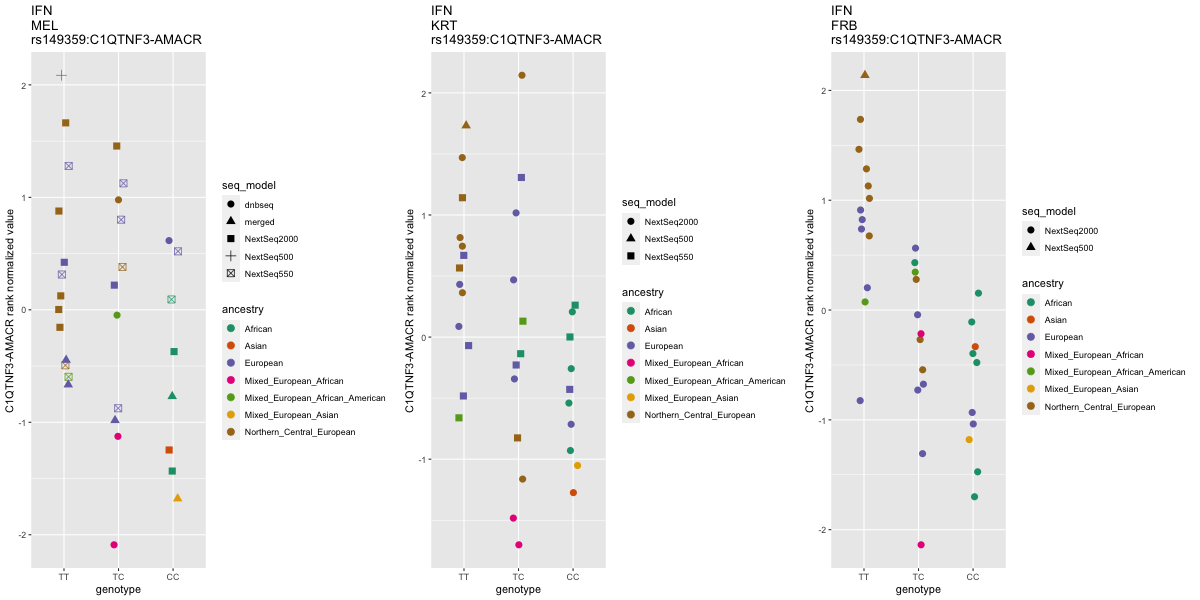 IFN
MEL
rs149359:C1QTNF3-AMACR
C1QTNF3-AMACR rank normalized value
2
1
0
-1
-2
TT TC CC
genotype
seq_model
dnbseq
merged
NextSeq2000
NextSeq500
NextSeq550
ancestry
African
Asian
European
Mixed_European_African
Mixed_European_African_American
Mixed_European_Asian
Northern_Central_European
IFN
KRT
rs149359:C1QTNF3-AMACR
C1QTNF3-AMACR rank normalized value
2
1
0
-1
TT TC CC
genotype
seq_model
NextSeq2000
NextSeq500
NextSeq550
ancestry
African
Asian
European
Mixed_European_African
Mixed_European_African_American
Mixed_European_Asian
Northern_Central_European
IFN
FRB
rs149359:C1QTNF3-AMACR
C1QTNF3-AMACR rank normalized value
2
1
0
-1
-2
TT TC CC
genotype
seq_model
NextSeq2000
NextSeq500
ancestry
African
Asian
European
Mixed_European_African
Mixed_European_African_American
Mixed_European_Asian
Northern_Central_European